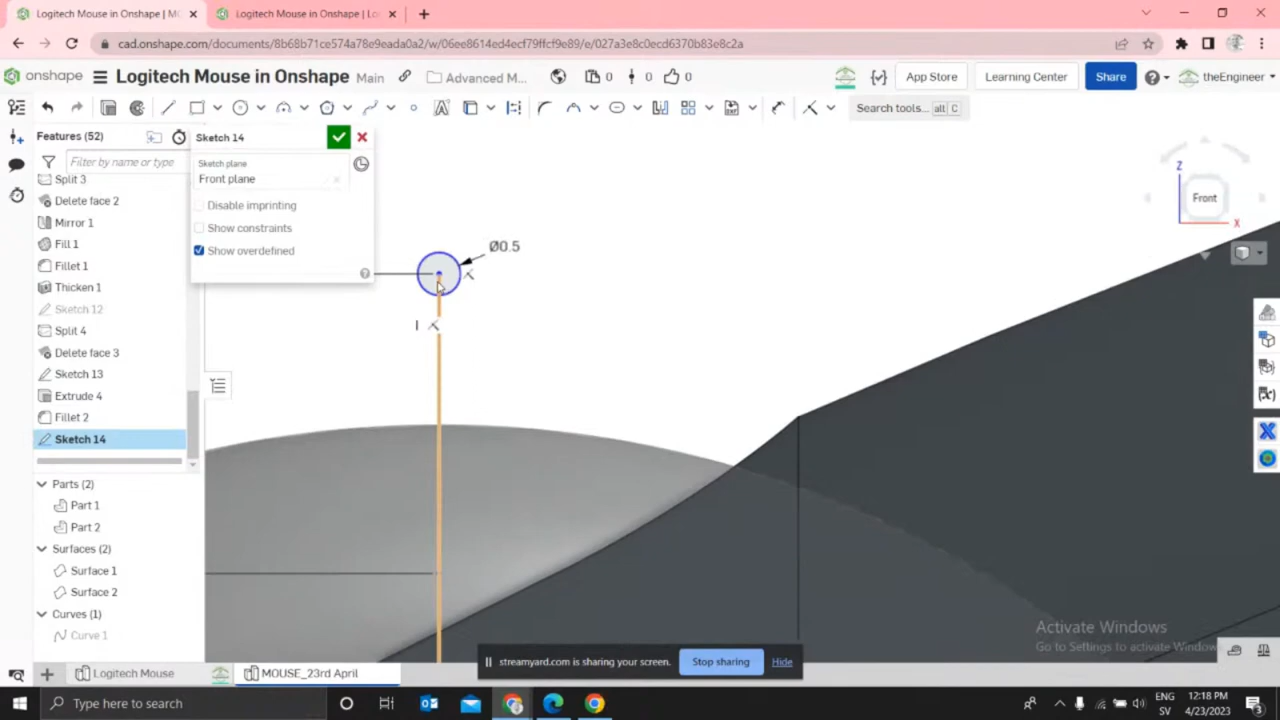 Logitech Mouse in Onshape | M
Logitech Mouse in Onshape | Lo
cad.onshape.com/documents/8b68b71ce574a78e9eada0a2/w/06ee8614ed4ecf79ffcf9e89/e/027a3e8c0ecd6370b83e8c2a
onshape
Logitech Mouse in Onshape
Main
Advanced M...
0
0
0
App Store
Learning Center
Share
theEngineer
Search tools...
alt
C
Features (52)
Filter by name or type
Split 3
Delete face 2
Mirror 1
Fill 1
Fillet 1
Thicken 1
Sketch 12
Split 4
Delete face 3
Sketch 13
Extrude 4
Fillet 2
Sketch 14
Parts (2)
Part 1
Part 2
Surfaces (2)
Surface 1
Surface 2
Curves (1)
Curve 1
Sketch 14
Sketch plane
Front plane
Disable imprinting
Show constraints
Show overdefined
Ø0.5
Z
Front
X
Activate Windows
Go to Settings to activate Windows
streamyard.com is sharing your screen.
Stop sharing
Hide
Logitech Mouse
MOUSE_23rd April
Type here to search
ENG
SV
12:18 PM
4/23/2023
3